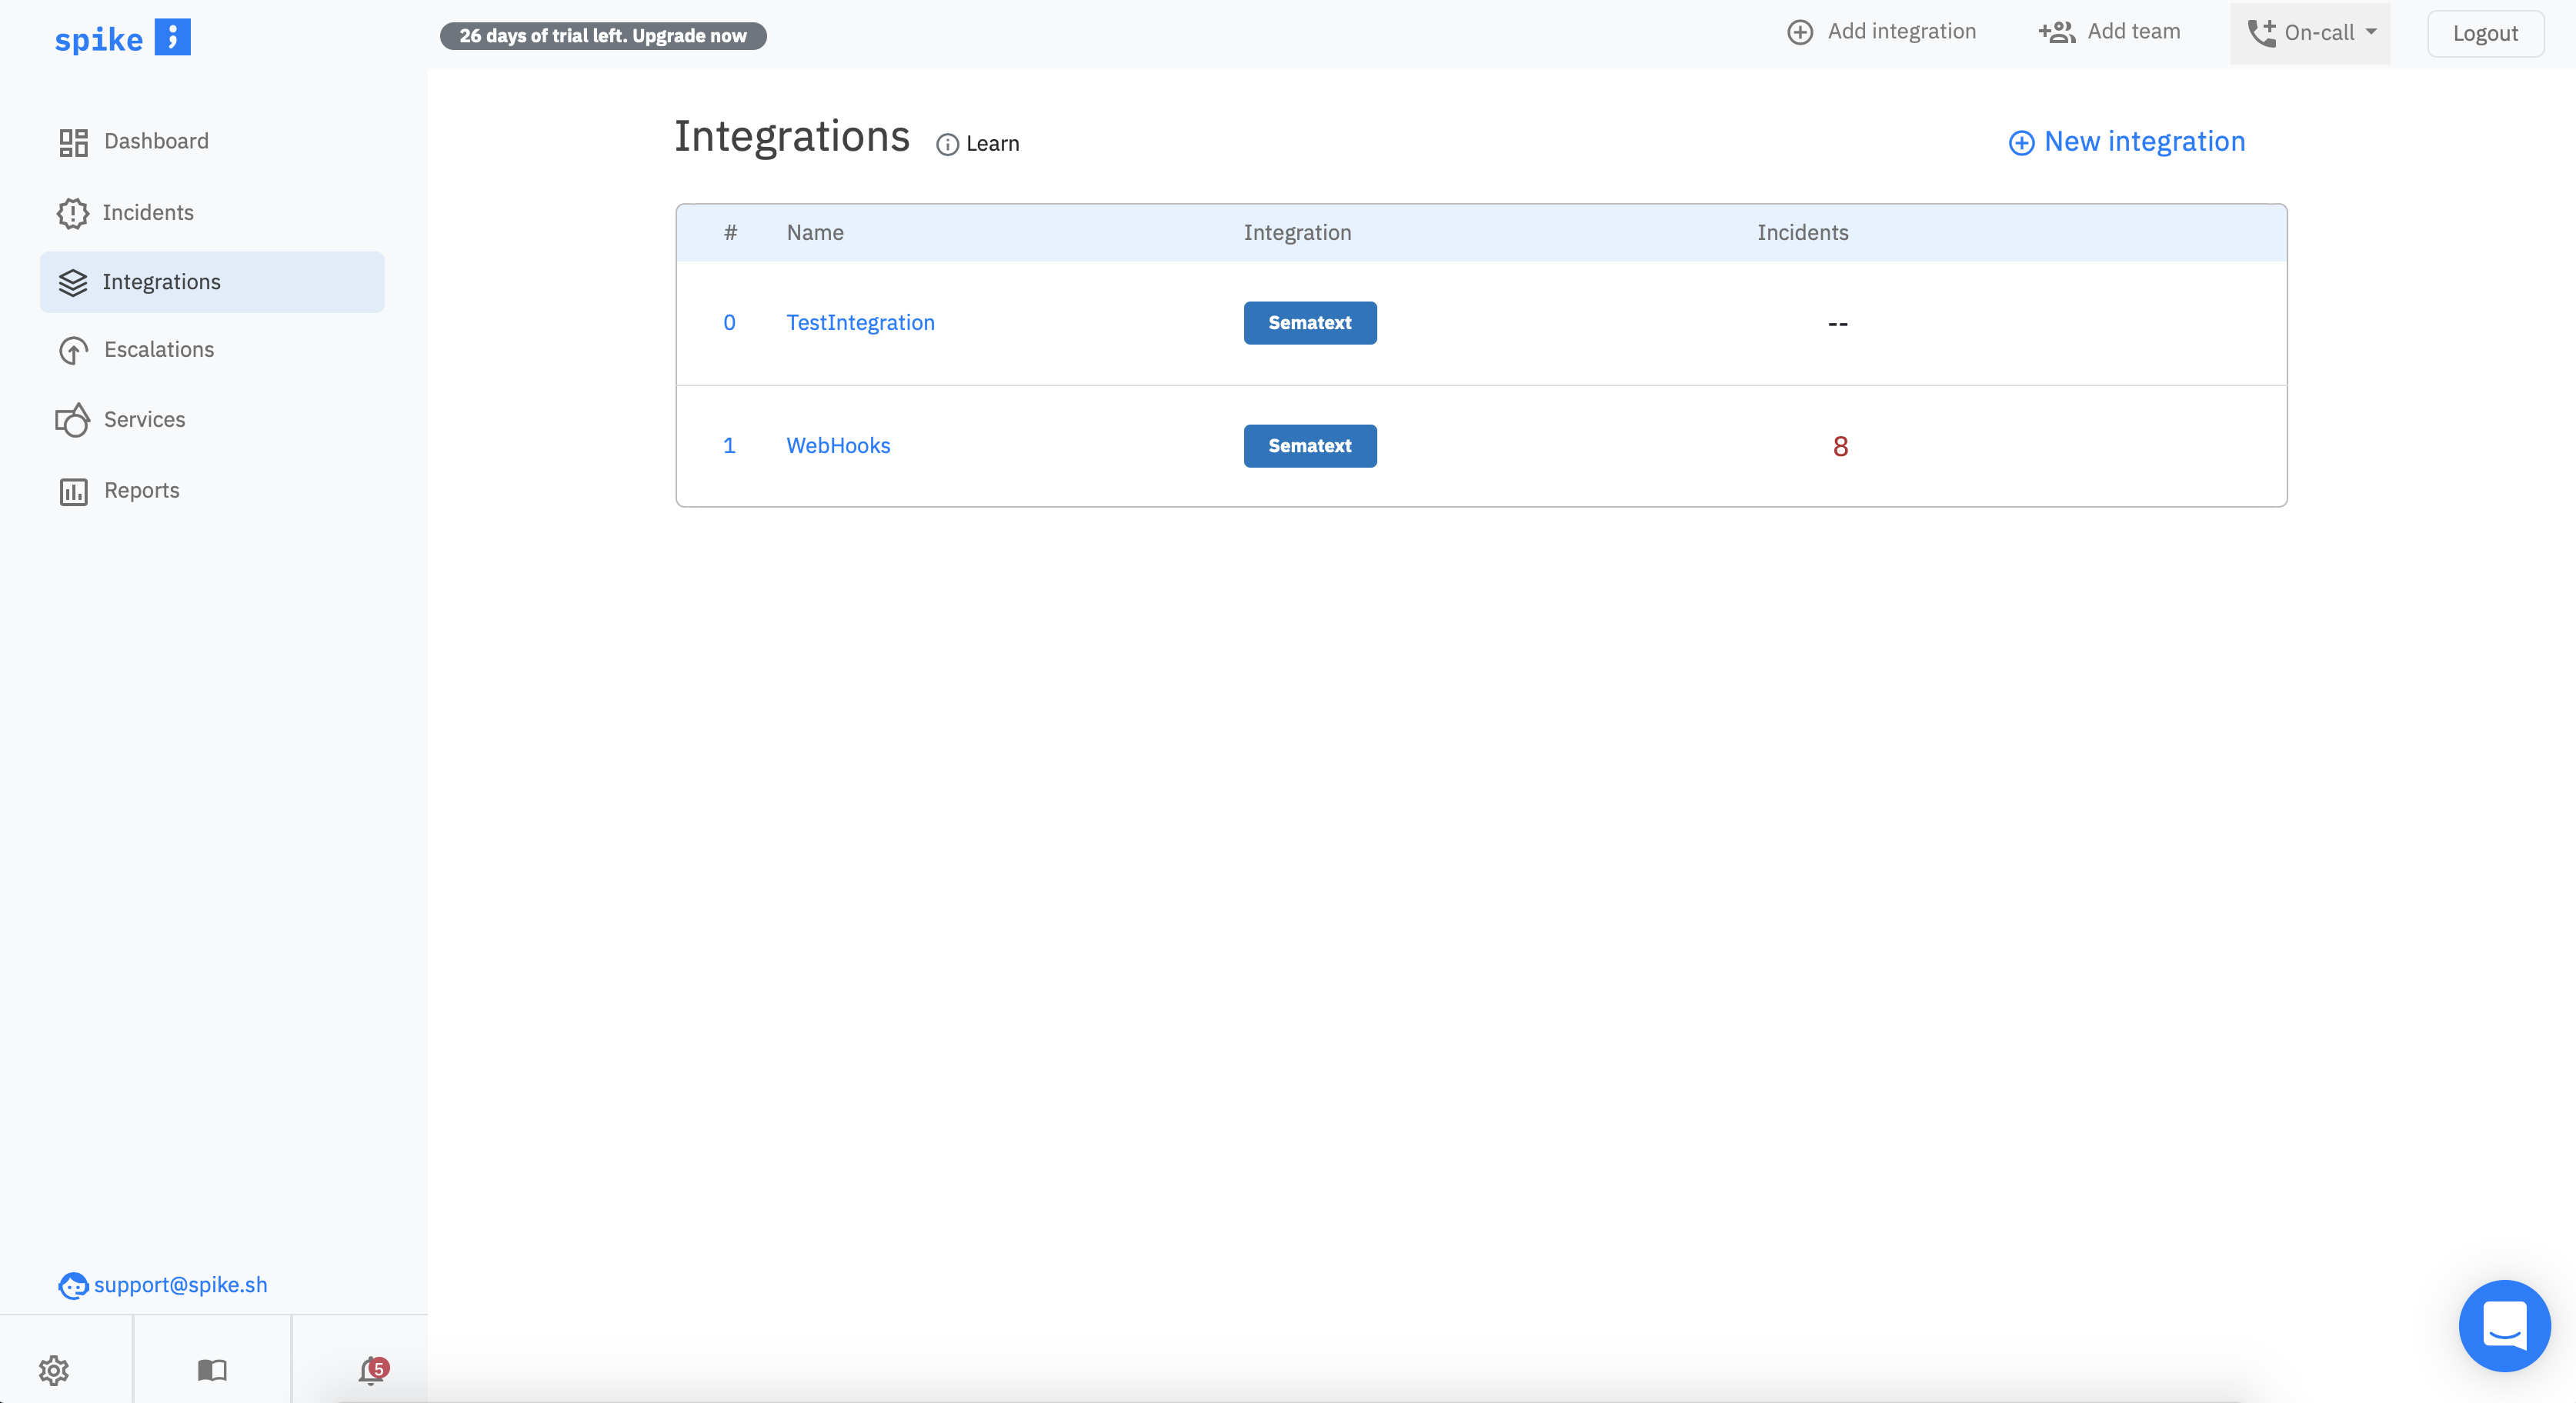 spike ;
26 days of trial left. Upgrade now
Add integration
Add team
On-call
Logout
Dashboard
Incidents
Integrations
Escalations
Services
Reports
Integrations
Learn
New integration
# Name Integration Incidents
0 TestIntegration Sematext --
1 WebHooks Sematext 8
support@spike.sh
5